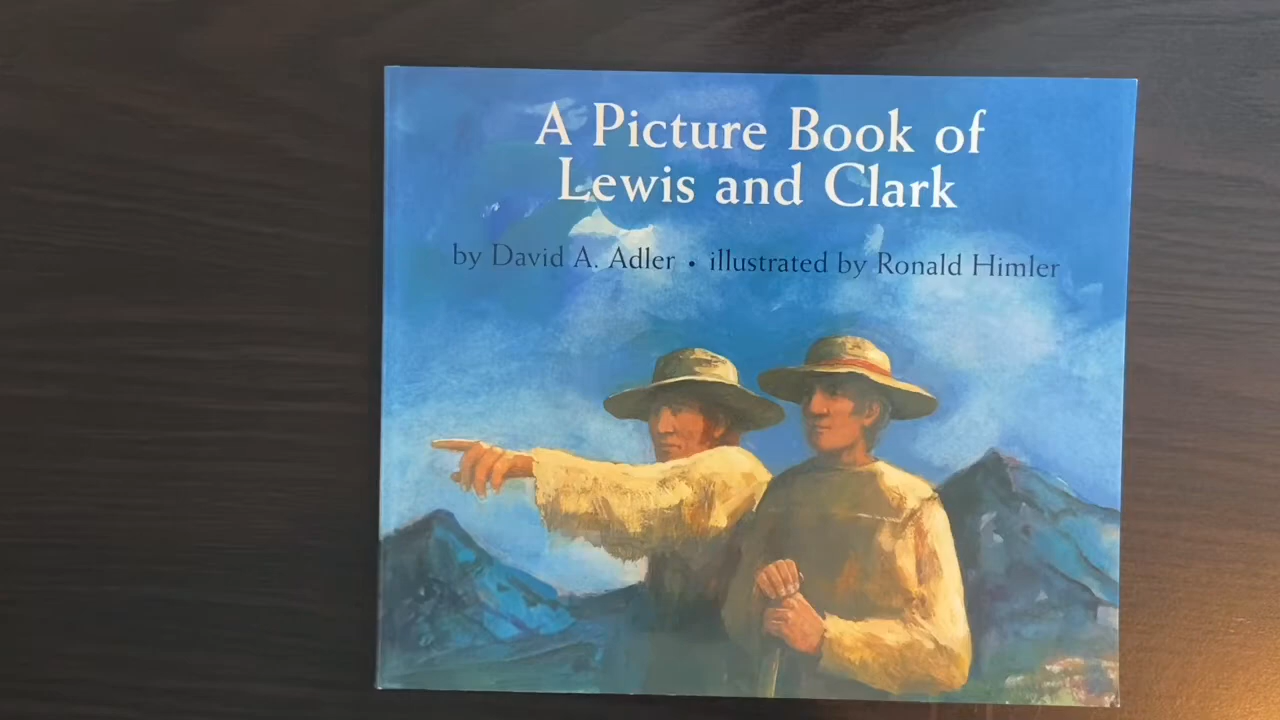 A Picture Book of
Lewis and Clark
by David A. Adler • illustrated by Ronald Himler